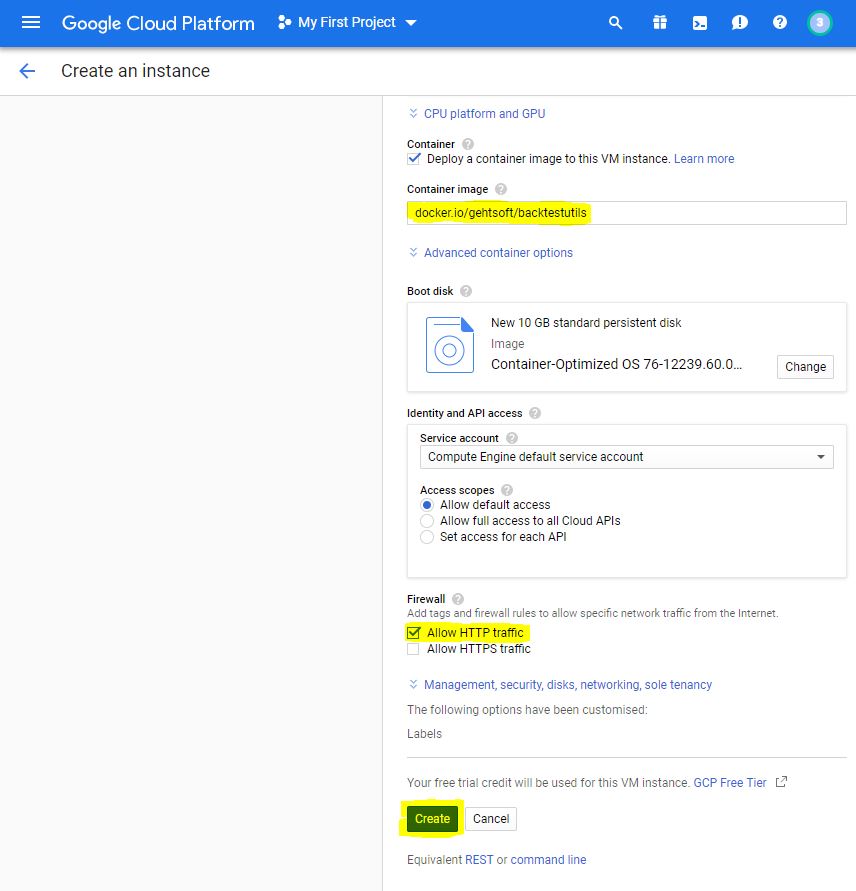 Google Cloud Platform My First Project 3
Create an instance
CPU platform and GPU
Container
Deploy a container image to this VM instance. Learn more
Container image
docker.io/gehtsoft/backtestutils
Advanced container options
Boot disk
New 10 GB standard persistent disk
Image
Container-Optimized OS 76-12239.60.0...
Change
Identity and API access
Service account
Compute Engine default service account
Access scopes
Allow default access
Allow full access to all Cloud APIs
Set access for each API
Firewall
Add tags and firewall rules to allow specific network traffic from the Internet.
Allow HTTP traffic
Allow HTTPS traffic
Management, security, disks, networking, sole tenancy
The following options have been customised:
Labels
Your free trial credit will be used for this VM instance. GCP Free Tier
Create Cancel
Equivalent REST or command line